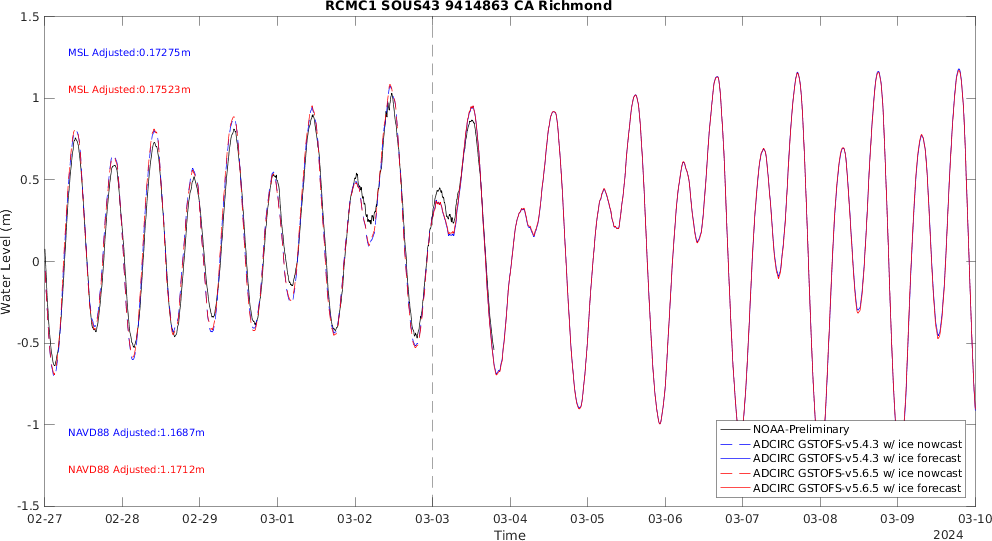 RCMC1 SOUS43 9414863 CA Richmond
MSL Adjusted:0.17275m
MSL Adjusted:0.17523m
NAVD88 Adjusted:1.1687m
NAVD88 Adjusted:1.1712m
Water Level (m)
1.5
1
0.5
0
-0.5
-1
-1.5
NOAA-Preliminary
ADCIRC GSTOFS-v5.4.3 w/ ice nowcast
ADCIRC GSTOFS-v5.4.3 w/ ice forecast
ADCIRC GSTOFS-v5.6.5 w/ ice nowcast
ADCIRC GSTOFS-v5.6.5 w/ ice forecast
02-27 02-28 02-29 03-01 03-02 03-03 03-04 03-05 03-06 03-07 03-08 03-09 03-10
Time
2024